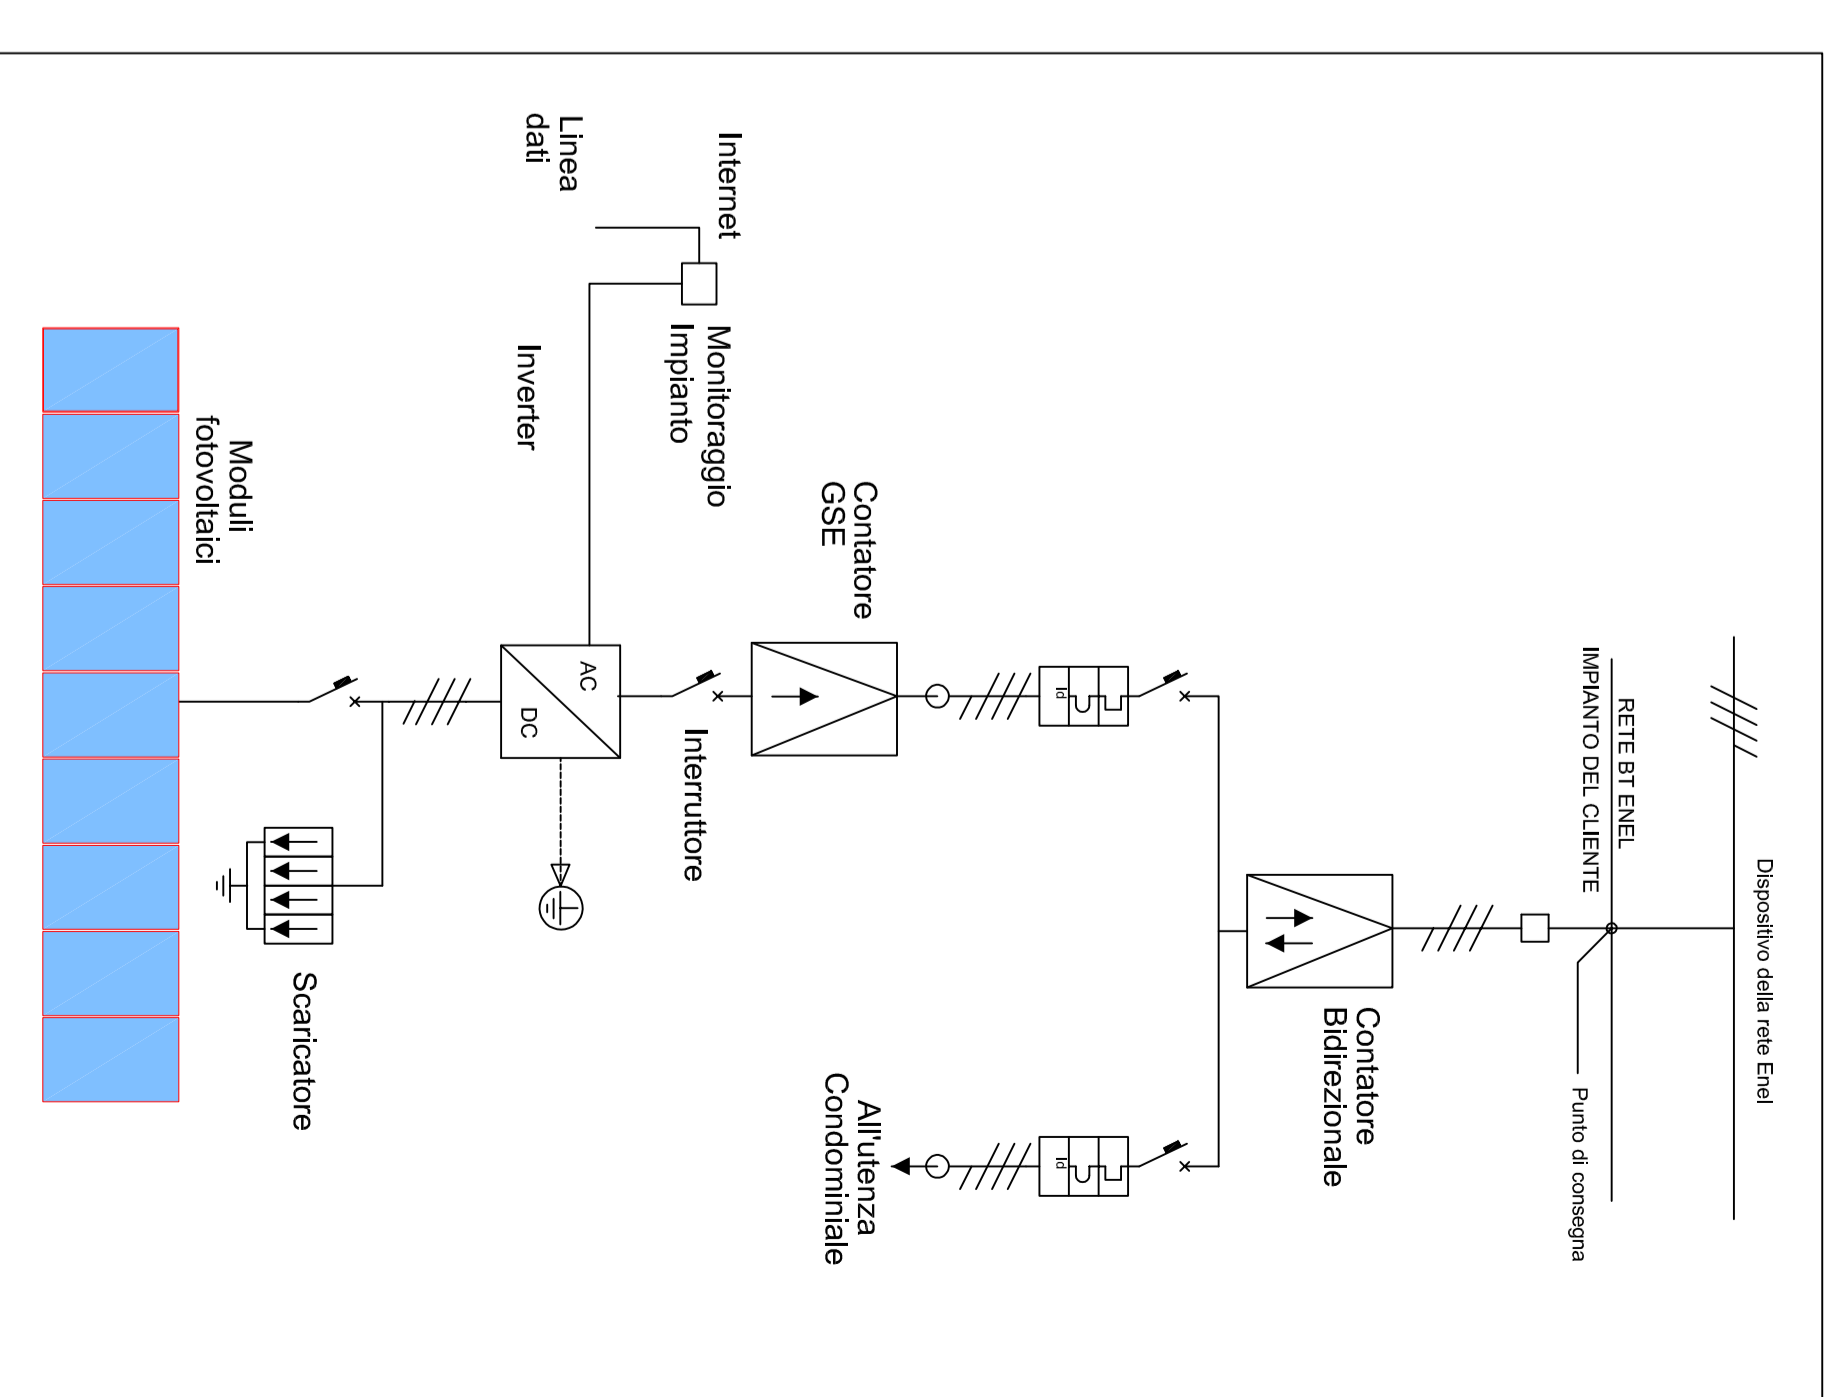 Dispositivo della rete Enel
RETE BT ENEL
IMPIANTO DEL CLIENTE
Punto di consegna
Contatore
Bidirezionale
Id
Id
Contatore
GSE
All'utenza
Condominiale
Internet
Linea
dati
Monitoraggio
Impianto
Interruttore
Inverter
AC
DC
Scaricatore
Moduli
fotovoltaici